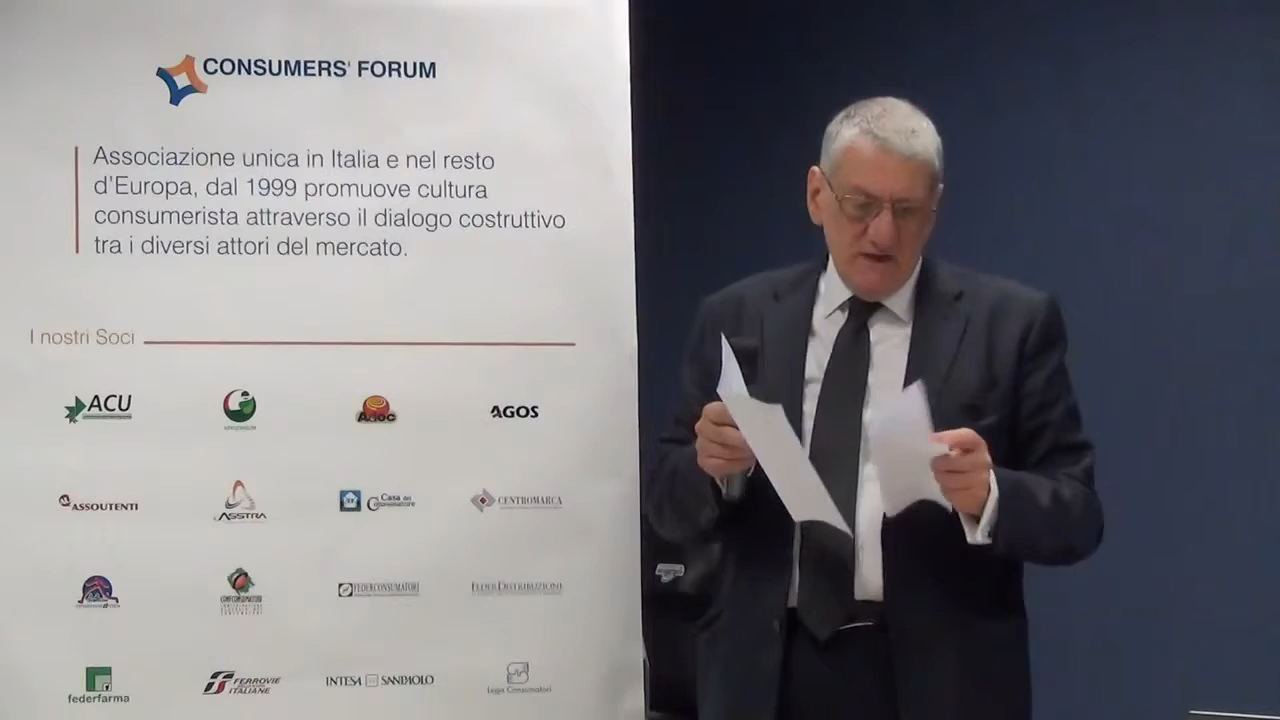 CONSUMERS' FORUM
Associazione unica in Italia e nel resto
d'Europa, dal 1999 promuove cultura
consumerista attraverso il dialogo costruttivo
tra i diversi attori del mercato.
I nostri Soci
ACU
Adoc
AGOS
ASSOUTENTI
ASSTRA
Casa del
Consumatore
CENTROMARCA
CONFCONSUMATORI
FEDERCONSUMATORI
FEDERDISTRIBUZIONE
federfarma
FERROVIE
ITALIANE
INTESA SANPAOLO
Lega Consumatori